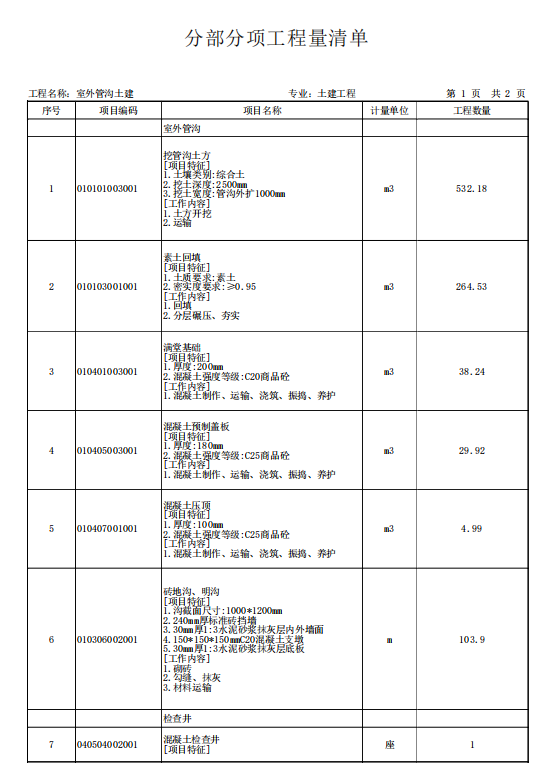 分部分项工程量清单
工程名称：室外管沟土建 专业：土建工程 第 1 页 共 2 页
序号 项目编码 项目名称 计量单位 工程数量
室外管沟
1 010101003001 挖管沟土方 m3 532.18
[项目特征]
1.土壤类别:综合土
2.挖土深度:2500mm
3.挖土宽度:管沟外扩1000mm
[工作内容]
1.土方开挖
2.运输
2 010103001001 素土回填 m3 264.53
[项目特征]
1.土质要求:素土
2.密实度要求:≥0.95
[工作内容]
1.回填
2.分层碾压、夯实
3 010401003001 满堂基础 m3 38.24
[项目特征]
1.厚度:200mm
2.混凝土强度等级:C20商品砼
[工作内容]
1.混凝土制作、运输、浇筑、振捣、养护
4 010405003001 混凝土预制盖板 m3 29.92
[项目特征]
1.厚度:180mm
2.混凝土强度等级:C25商品砼
[工作内容]
1.混凝土制作、运输、浇筑、振捣、养护
5 010407001001 混凝土压顶 m3 4.99
[项目特征]
1.厚度:100mm
2.混凝土强度等级:C25商品砼
[工作内容]
1.混凝土制作、运输、浇筑、振捣、养护
6 010306002001 砖地沟、明沟 m 103.9
[项目特征]
1.沟截面尺寸:1000*1200mm
2.240mm厚标准砖挡墙
3.30mm厚1:3水泥砂浆抹灰层内外墙面
4.150*150*150mmC20混凝土支墩
5.30mm厚1:3水泥砂浆抹灰层底板
[工作内容]
1.砌砖
2.勾缝、抹灰
3.材料运输
检查井
7 040504002001 混凝土检查井 座 1
[项目特征]